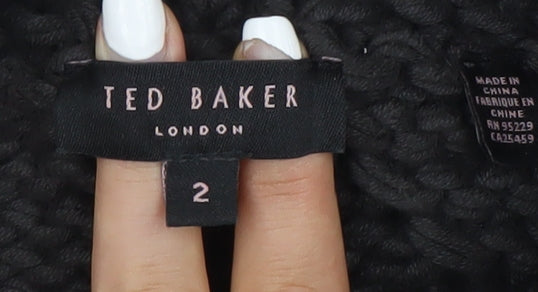 TED BAKER
LONDON
2
MADE IN
CHINA
FABRIQUE EN
CHINE
RN 95229
CA25459